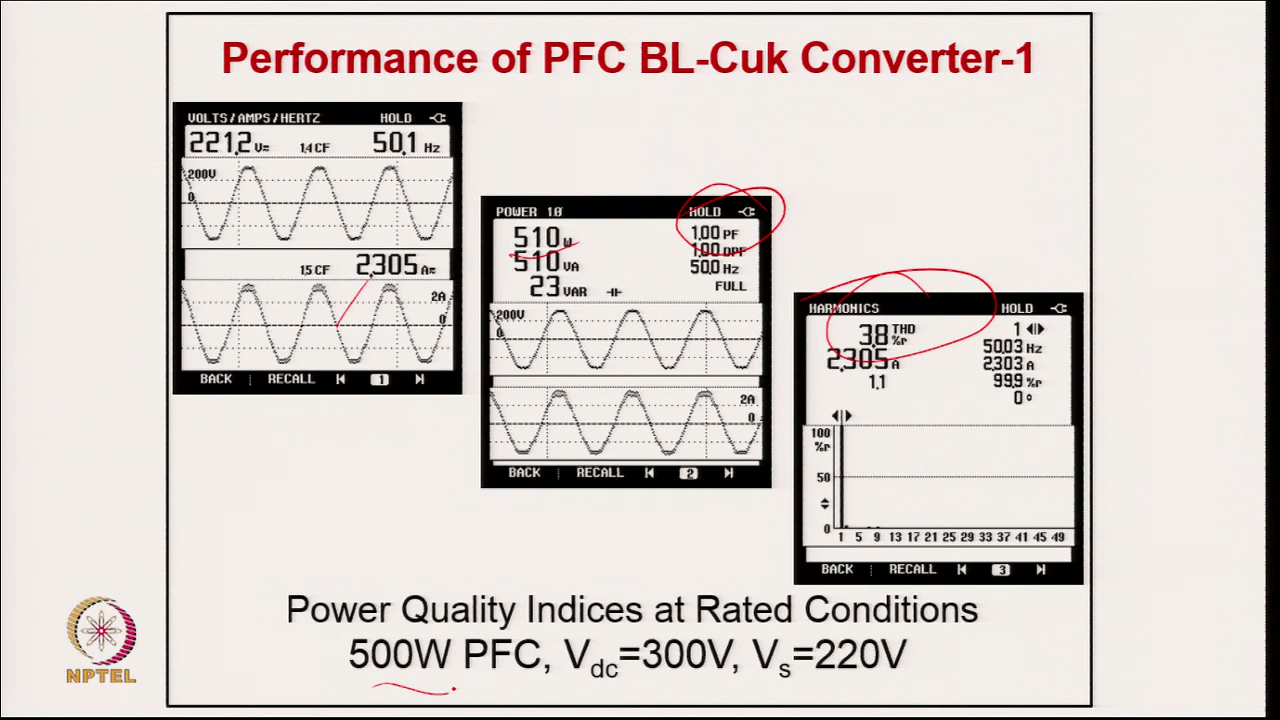 Performance of PFC BL-Cuk Converter-1
VOLTS/AMPS/HERTZ HOLD
221.2 V≂ 1.4 CF 50.1 Hz
200V
0
1.5 CF 2.305 A≂
2A
0
BACK RECALL 1
POWER 1Ø HOLD
510 W 1.00 PF
510 VA 1.00 DPF
23 VAR 50.0 Hz
FULL
200V
0
2A
0
BACK RECALL 2
HARMONICS HOLD
3.8 THD %r 1
2.305 A 50.03 Hz
1.1 2.303 A
99.9 %r
0°
100
%r
50
0
1 5 9 13 17 21 25 29 33 37 41 45 49
BACK RECALL 3
Power Quality Indices at Rated Conditions
500W PFC, Vdc=300V, Vs=220V
NPTEL